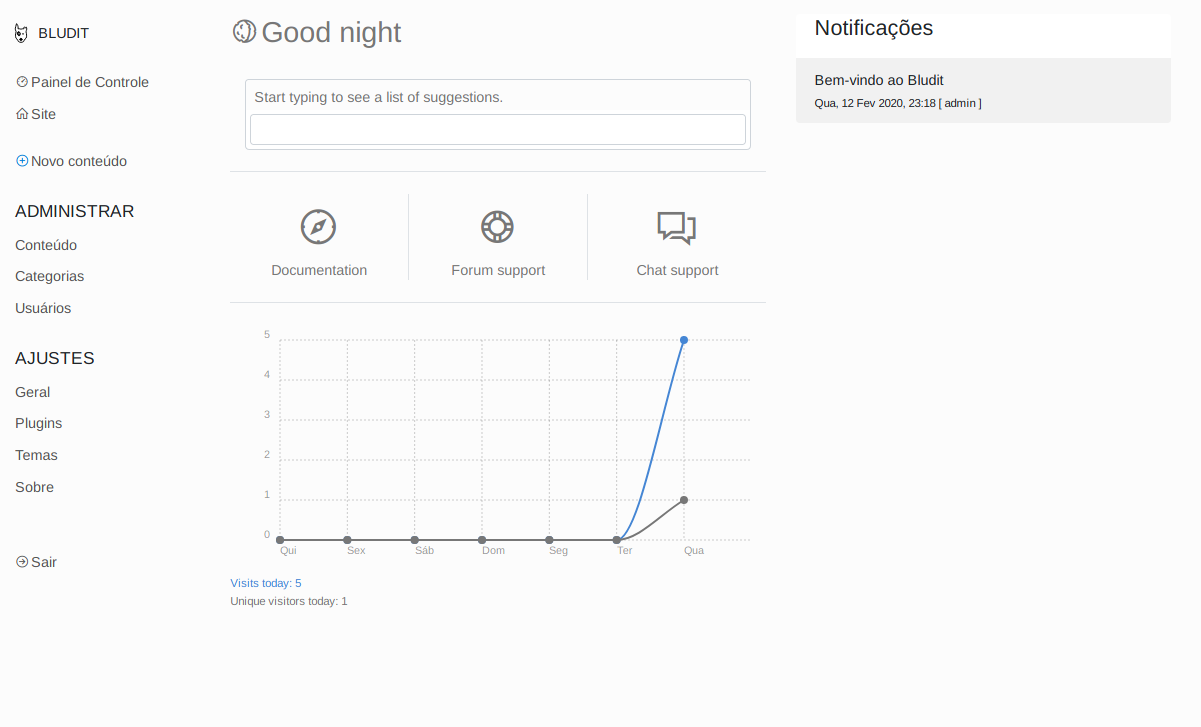 BLUDIT
Painel de Controle
Site
Novo conteúdo
ADMINISTRAR
Conteúdo
Categorias
Usuários
AJUSTES
Geral
Plugins
Temas
Sobre
Sair
Good night
Start typing to see a list of suggestions.
Documentation
Forum support
Chat support
5
4
3
2
1
0
Qui Sex Sáb Dom Seg Ter Qua
Visits today: 5
Unique visitors today: 1
Notificações
Bem-vindo ao Bludit
Qua, 12 Fev 2020, 23:18 [ admin ]